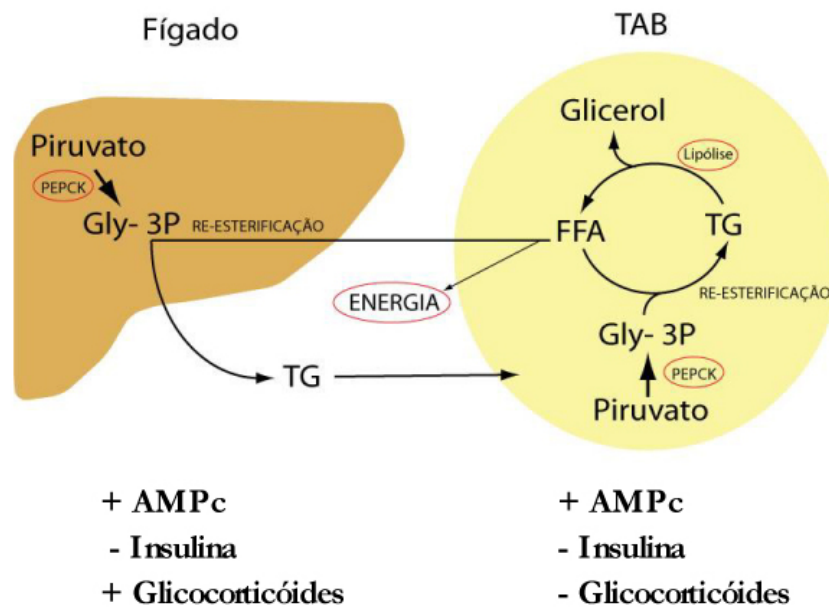 Fígado
TAB
Piruvato
PEPCK
Gly- 3P
RE-ESTERIFICAÇÃO
ENERGIA
TG
Glicerol
Lipólise
FFA
TG
RE-ESTERIFICAÇÃO
Gly- 3P
PEPCK
Piruvato
+ AMPc
- Insulina
+ Glicocorticóides
+ AMPc
- Insulina
- Glicocorticóides